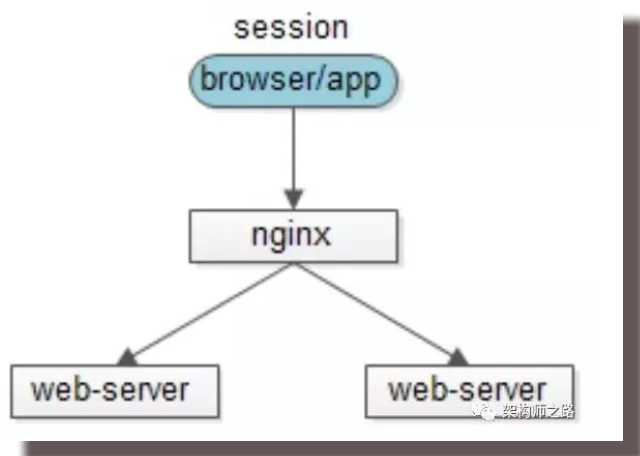 session
browser/app
nginx
web-server
web-server
架构师之路